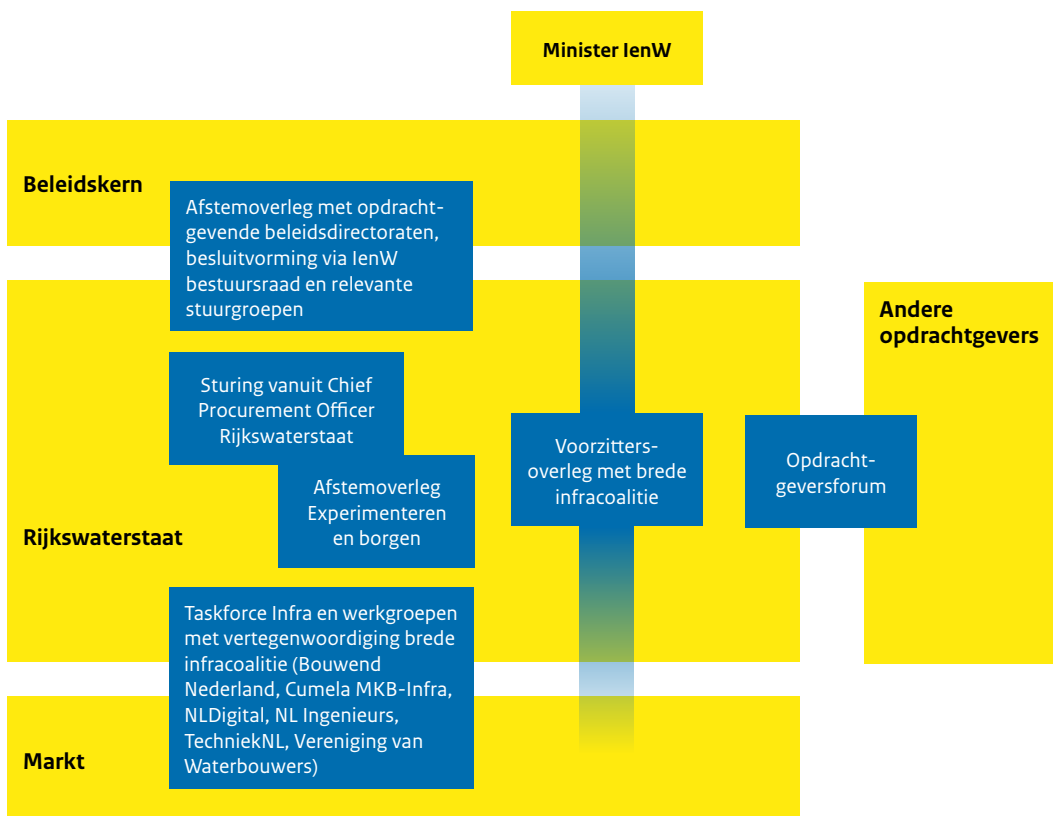 Minister IenW
Beleidskern
Afstemoverleg met opdracht-
gevende beleidsdirectoraten,
besluitvorming via IenW
bestuursraad en relevante
stuurgroepen
Andere
opdrachtgevers
Sturing vanuit Chief
Procurement Officer
Rijkswaterstaat
Voorzitters-
overleg met brede
infracoalitie
Opdracht-
geversforum
Afstemoverleg
Experimenteren
en borgen
Rijkswaterstaat
Taskforce Infra en werkgroepen
met vertegenwoordiging brede
infracoalitie (Bouwend
Nederland, Cumela MKB-Infra,
NLDigital, NL Ingenieurs,
TechniekNL, Vereniging van
Waterbouwers)
Markt